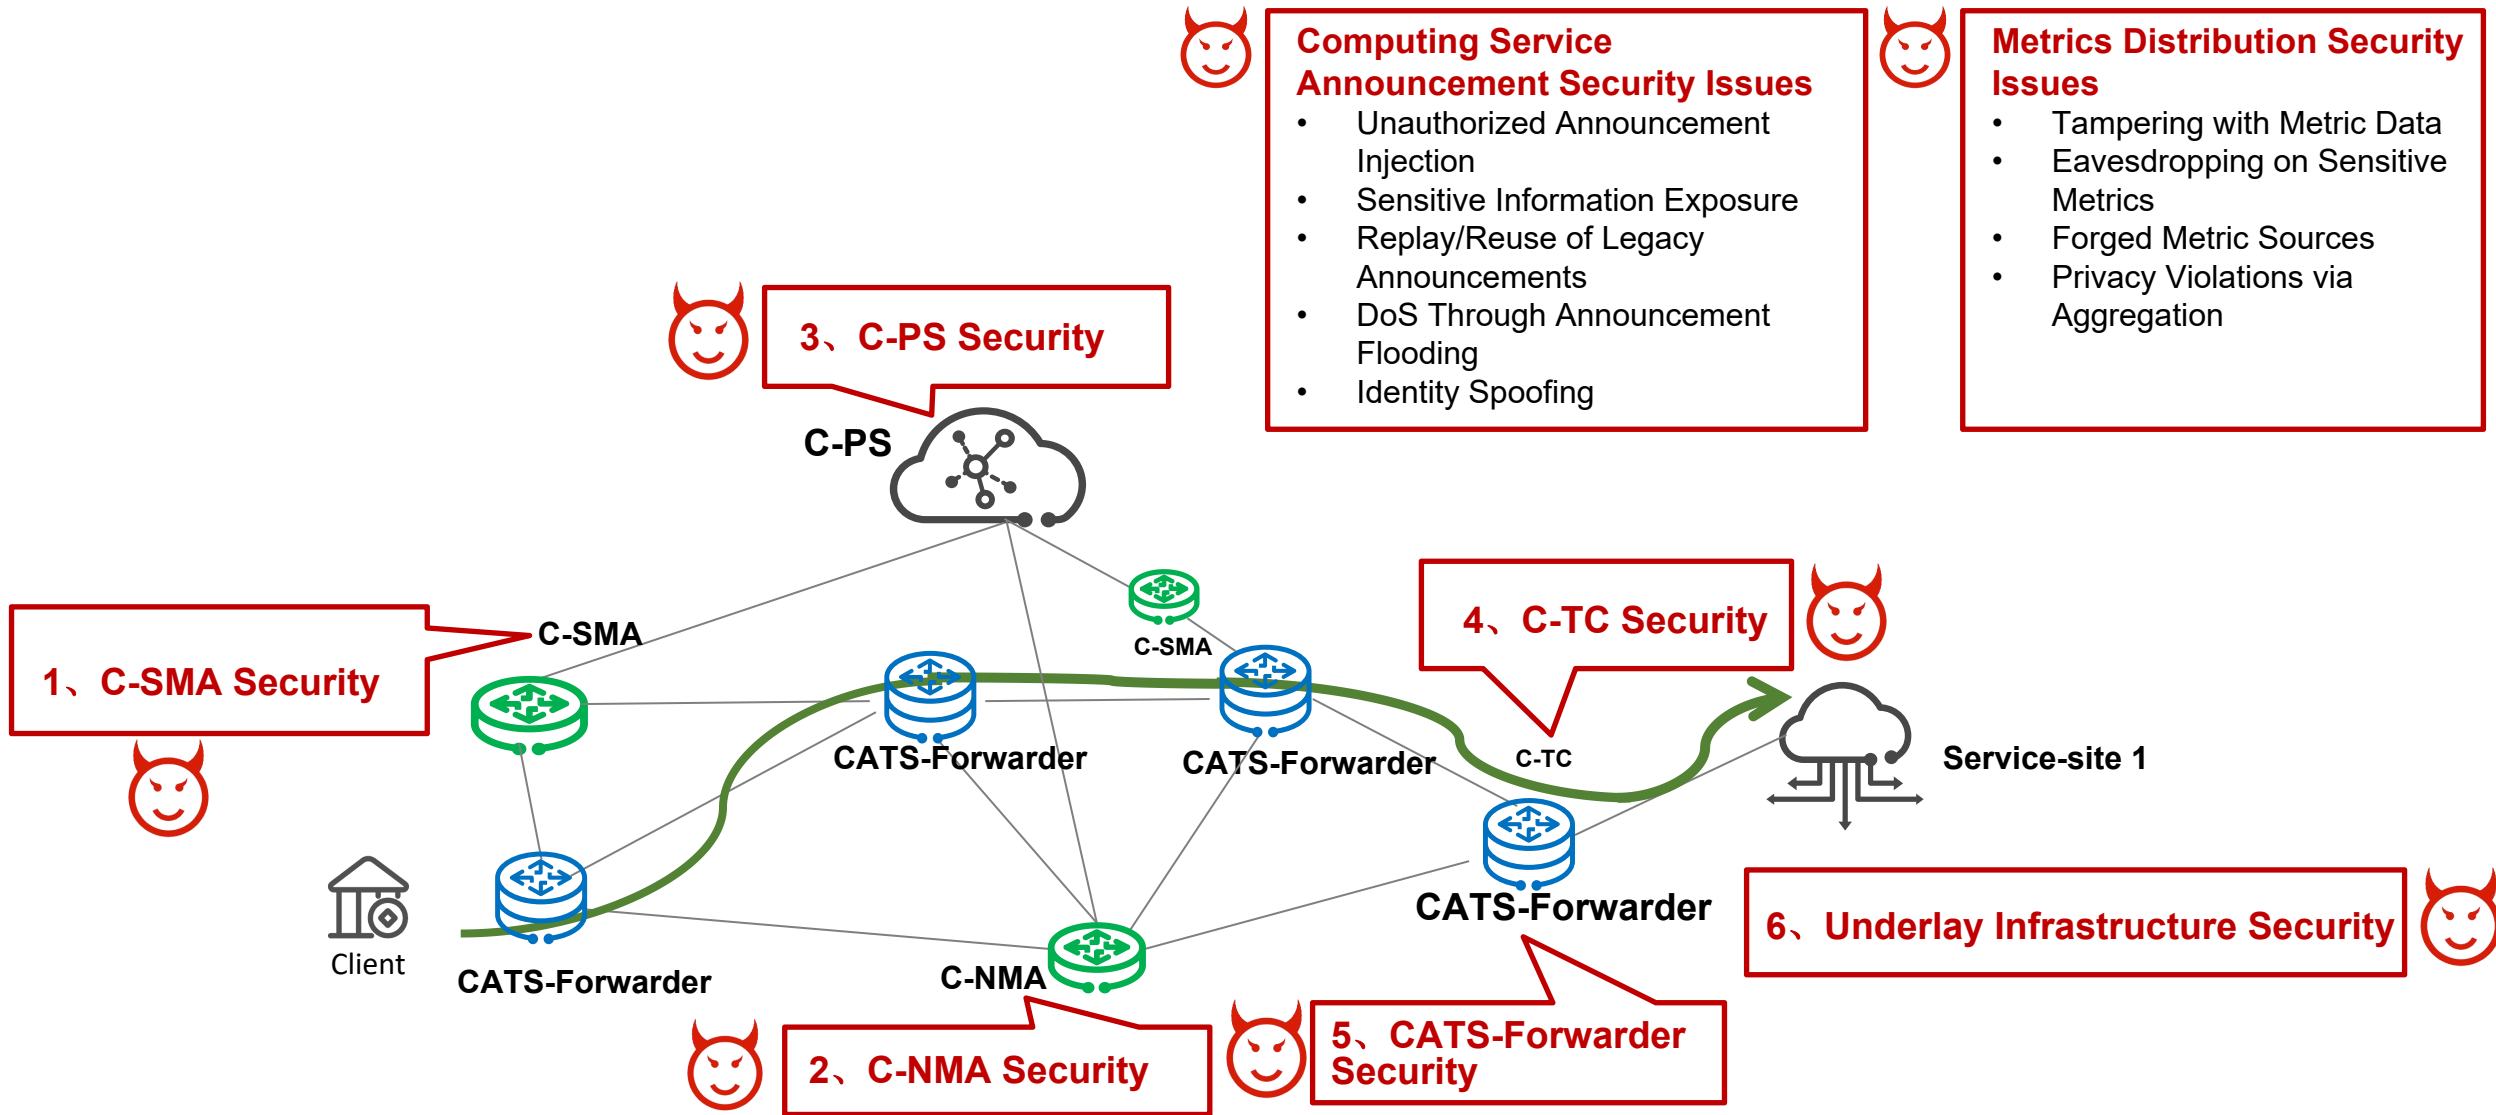 Computing Service
Announcement Security Issues
• Unauthorized Announcement
Injection
• Sensitive Information Exposure
• Replay/Reuse of Legacy
Announcements
• DoS Through Announcement
Flooding
• Identity Spoofing
Metrics Distribution Security
Issues
• Tampering with Metric Data
• Eavesdropping on Sensitive
Metrics
• Forged Metric Sources
• Privacy Violations via
Aggregation
3、C-PS Security
C-PS
1、C-SMA Security
C-SMA
C-SMA
4、C-TC Security
C-TC
CATS-Forwarder
CATS-Forwarder
Service-site 1
Client
CATS-Forwarder
C-NMA
CATS-Forwarder
6、Underlay Infrastructure Security
2、C-NMA Security
5、CATS-Forwarder
Security